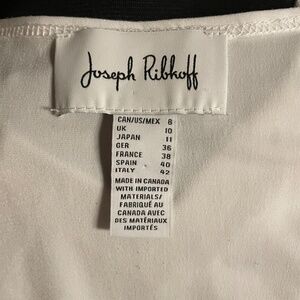 Joseph Ribkoff
CAN/US/MEX 8
UK 10
JAPAN 11
GER 36
FRANCE 38
SPAIN 40
ITALY 42
MADE IN CANADA
WITH IMPORTED
MATERIALS/
FABRIQUÉ AU
CANADA AVEC
DES MATÉRIAUX
IMPORTÉS